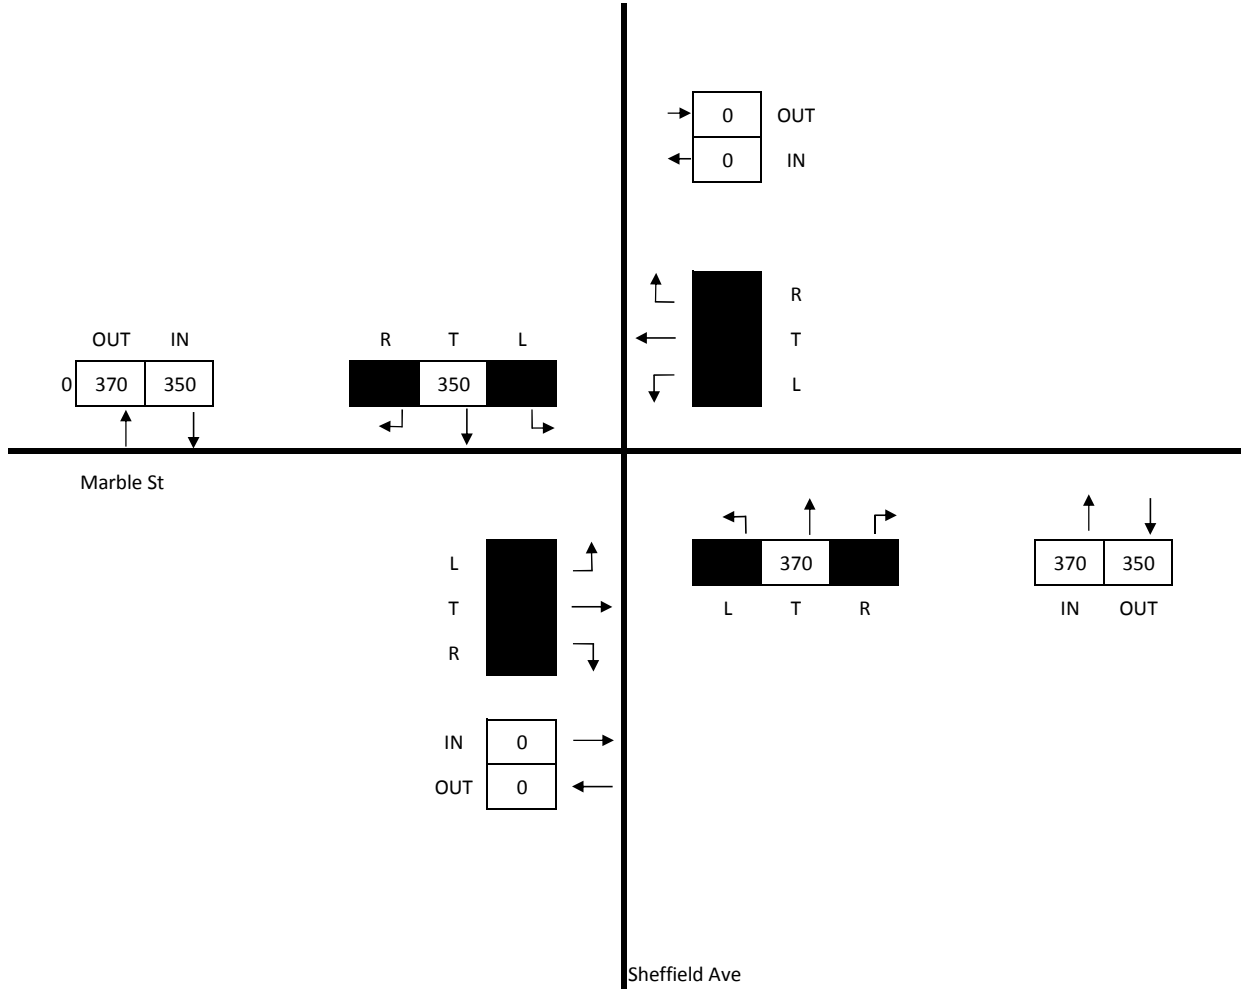 0 OUT
0 IN
R
T
L
OUT IN
0 370 350
R T L
350
Marble St
L
T
R
370
L T R
370 350
IN OUT
IN 0
OUT 0
Sheffield Ave